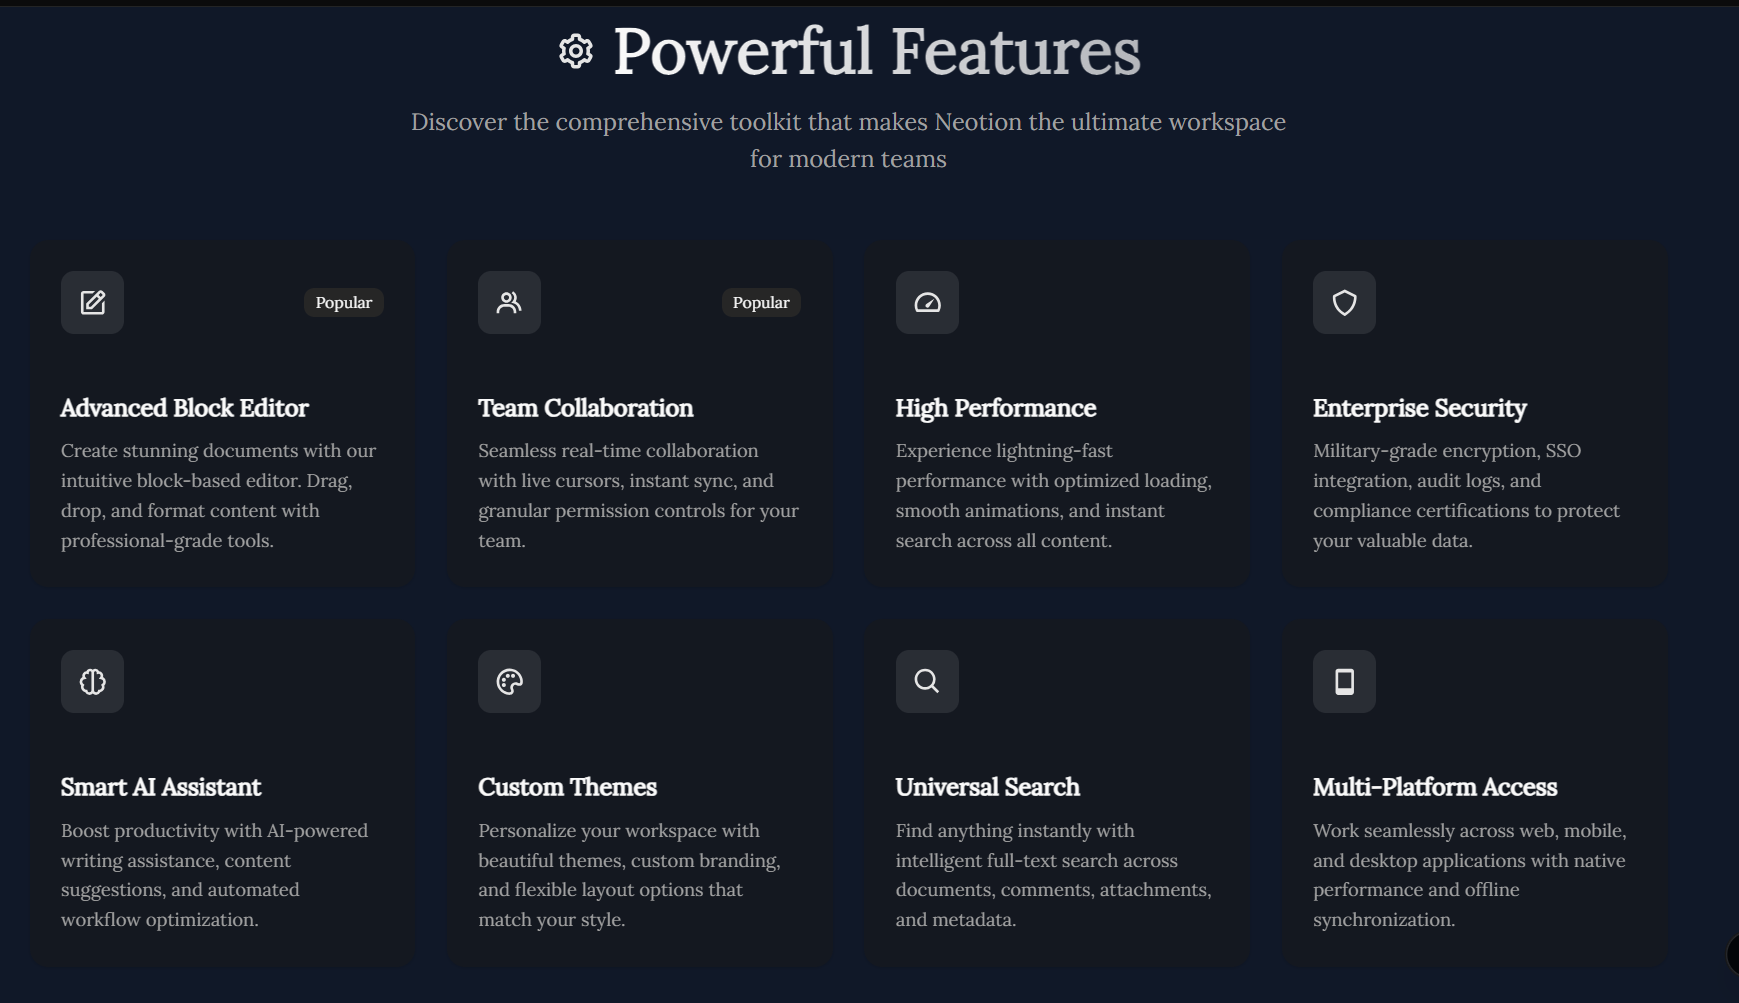 Powerful Features
Discover the comprehensive toolkit that makes Neotion the ultimate workspace
for modern teams
Popular
Advanced Block Editor
Create stunning documents with our
intuitive block-based editor. Drag,
drop, and format content with
professional-grade tools.
Popular
Team Collaboration
Seamless real-time collaboration
with live cursors, instant sync, and
granular permission controls for your
team.
High Performance
Experience lightning-fast
performance with optimized loading,
smooth animations, and instant
search across all content.
Enterprise Security
Military-grade encryption, SSO
integration, audit logs, and
compliance certifications to protect
your valuable data.
Smart AI Assistant
Boost productivity with AI-powered
writing assistance, content
suggestions, and automated
workflow optimization.
Custom Themes
Personalize your workspace with
beautiful themes, custom branding,
and flexible layout options that
match your style.
Universal Search
Find anything instantly with
intelligent full-text search across
documents, comments, attachments,
and metadata.
Multi-Platform Access
Work seamlessly across web, mobile,
and desktop applications with native
performance and offline
synchronization.